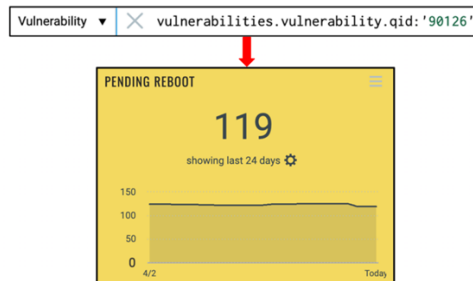 Vulnerability ▼ vulnerabilities.vulnerability.qid:'90126'
PENDING REBOOT
119
showing last 24 days
150
100
50
0
4/2 Today